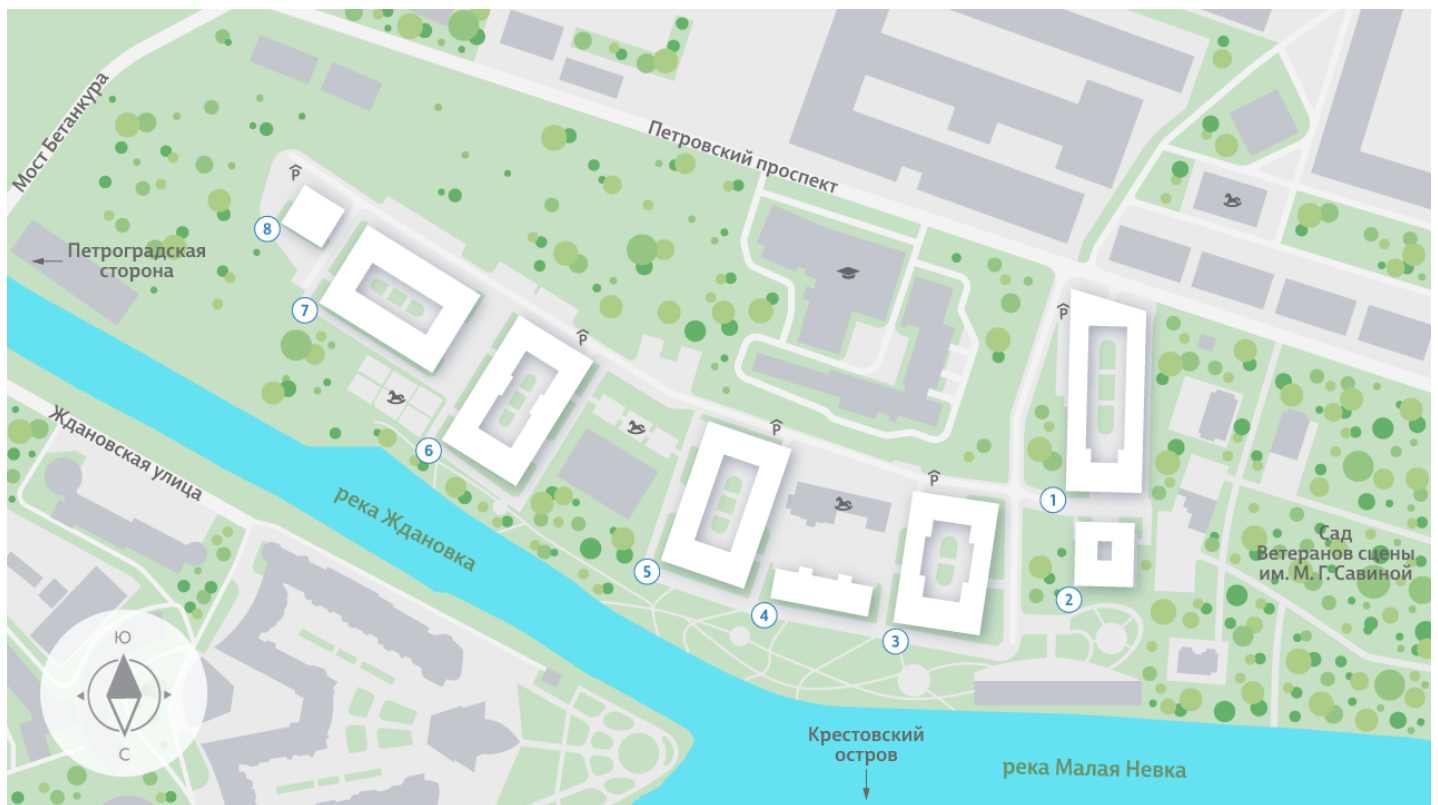 Мост Бетанкура
Петровский проспект
P
8
Петроградская
сторона
7
P
P
6
Ждановская улица
река Ждановка
P
5
P
1
Сад
Ветеранов сцены
им. М. Г. Савиной
4
2
3
Ю
С
Крестовский
остров
река Малая Невка